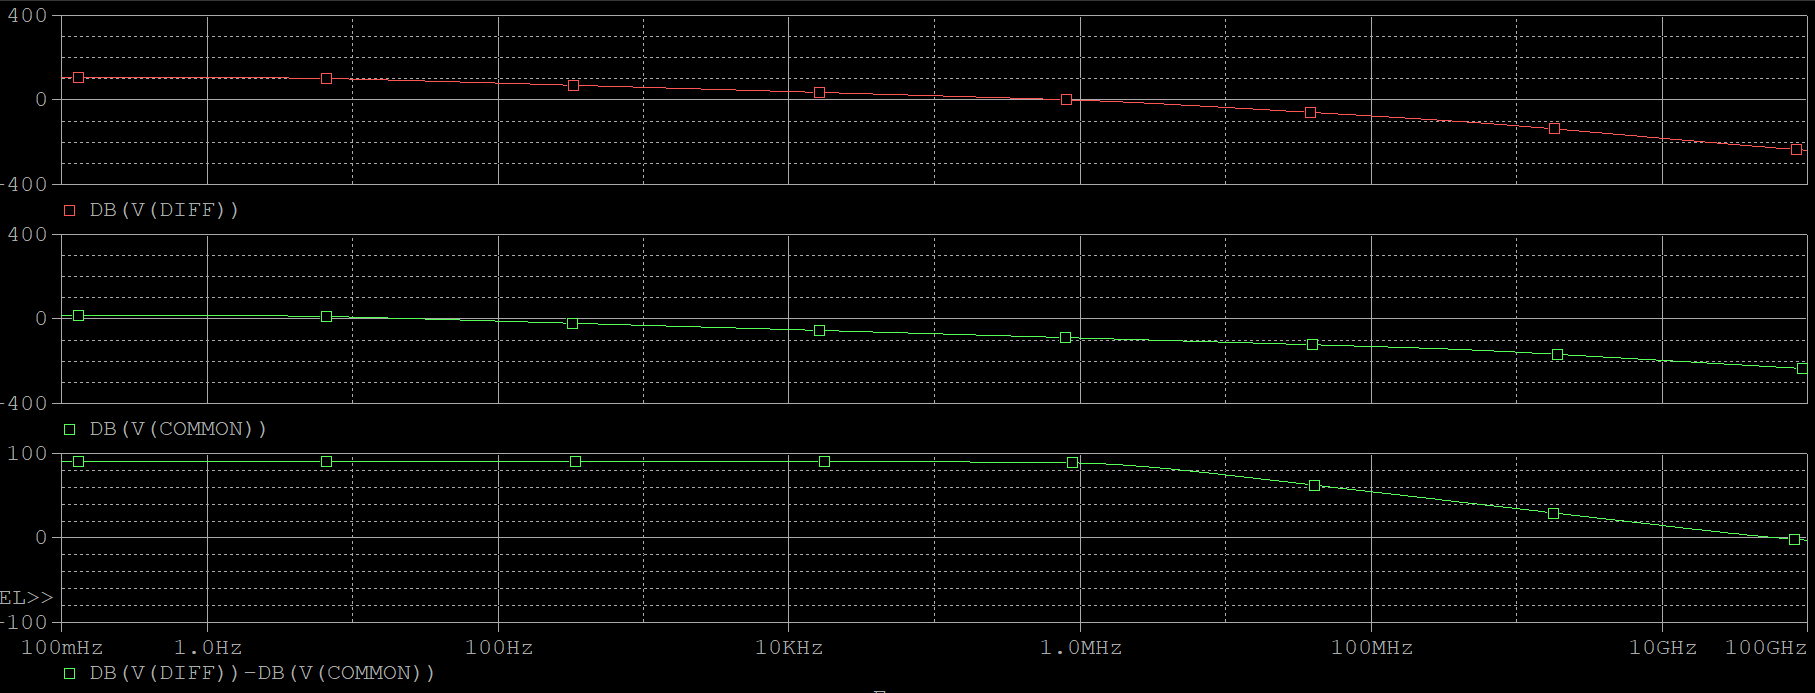 400
0
-400
DB(V(DIFF))
400
0
-400
DB(V(COMMON))
100
0
EL>>
-100
100mHz 1.0Hz 100Hz 10KHz 1.0MHz 100MHz 10GHz 100GHz
DB(V(DIFF))-DB(V(COMMON))